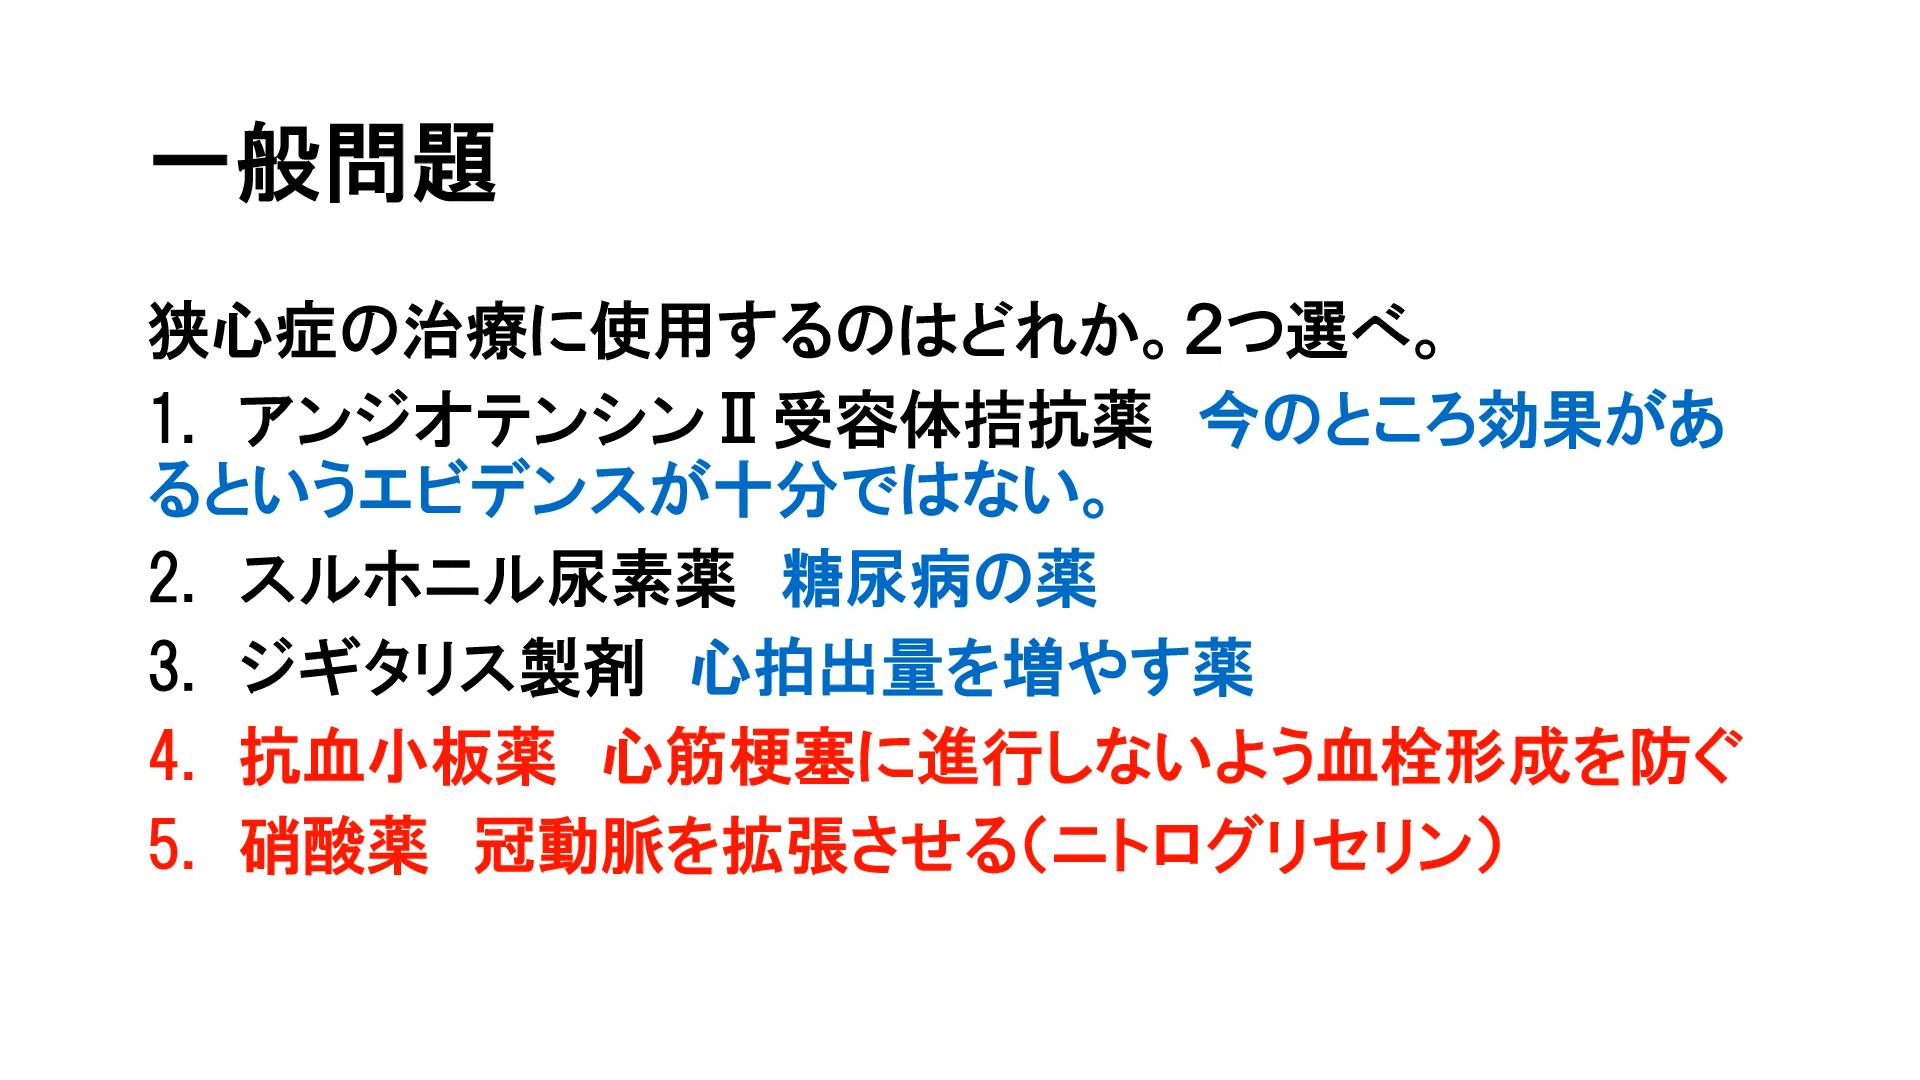 一般問題
狭心症の治療に使用するのはどれか。2つ選べ。
1. アンジオテンシンⅡ受容体拮抗薬　今のところ効果があ
るというエビデンスが十分ではない。
2. スルホニル尿素薬　糖尿病の薬
3. ジギタリス製剤　心拍出量を増やす薬
4. 抗血小板薬　心筋梗塞に進行しないよう血栓形成を防ぐ
5. 硝酸薬　冠動脈を拡張させる（ニトログリセリン）